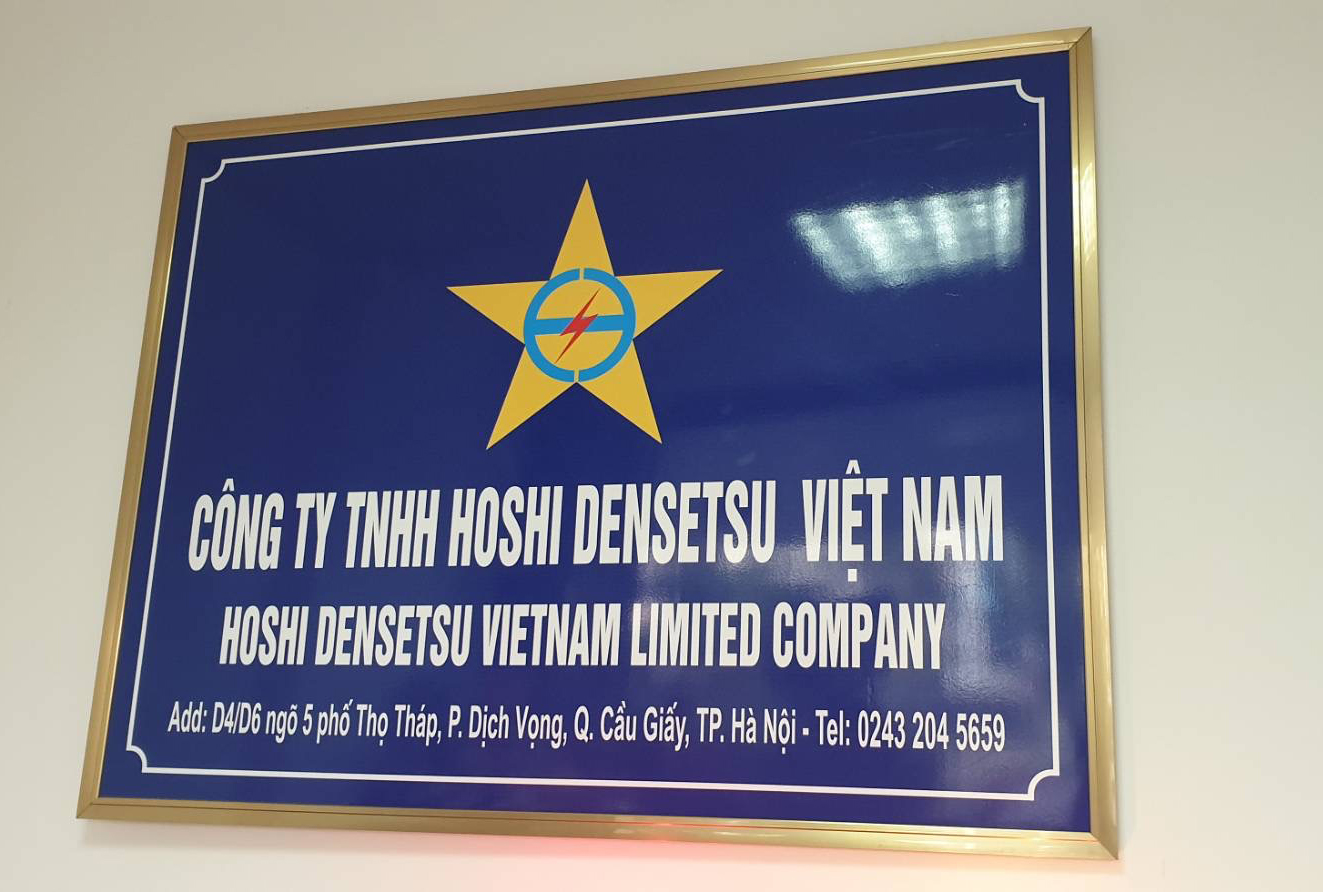 CÔNG TY TNHH HOSHI DENSETSU VIỆT NAM
HOSHI DENSETSU VIETNAM LIMITED COMPANY
Add: D4/D6 ngõ 5 phố Thọ Tháp, P. Dịch Vọng, Q. Cầu Giấy, TP. Hà Nội - Tel: 0243 204 5659